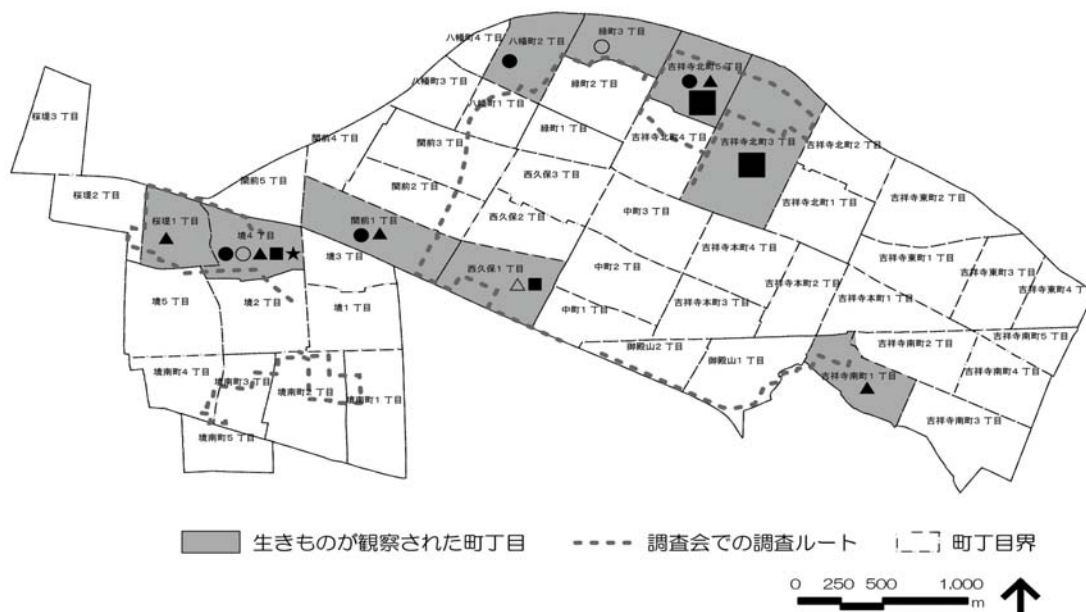 八幡町4 丁目
八幡町2 丁目
緑町3 丁目
吉祥寺北町5 丁目
八幡町3 丁目
緑町2 丁目
桜堤3 丁目
八幡町1 丁目
緑町1 丁目
吉祥寺北町4 丁目
吉祥寺北町3 丁目
吉祥寺北町2 丁目
関前4 丁目
関前3 丁目
西久保3 丁目
関前5 丁目
関前2 丁目
桜堤2 丁目
吉祥寺北町1 丁目
吉祥寺東町2 丁目
中町3 丁目
西久保2 丁目
桜堤1 丁目
境4 丁目
関前1 丁目
境3 丁目
吉祥寺本町4 丁目
吉祥寺東町1 丁目
吉祥寺東町3 丁目
吉祥寺東町4 丁目
西久保1 丁目
中町2 丁目
吉祥寺本町2 丁目
吉祥寺本町1 丁目
境5 丁目
境2 丁目
境1 丁目
中町1 丁目
吉祥寺本町3 丁目
御殿山2 丁目
御殿山1 丁目
吉祥寺南町2 丁目
吉祥寺南町5 丁目
境南町4 丁目
境南町3 丁目
境南町2 丁目
境南町1 丁目
吉祥寺南町1 丁目
吉祥寺南町4 丁目
吉祥寺南町3 丁目
境南町5 丁目
生きものが観察された町丁目
調査会での調査ルート
町丁目界
0 250 500 1.000
m